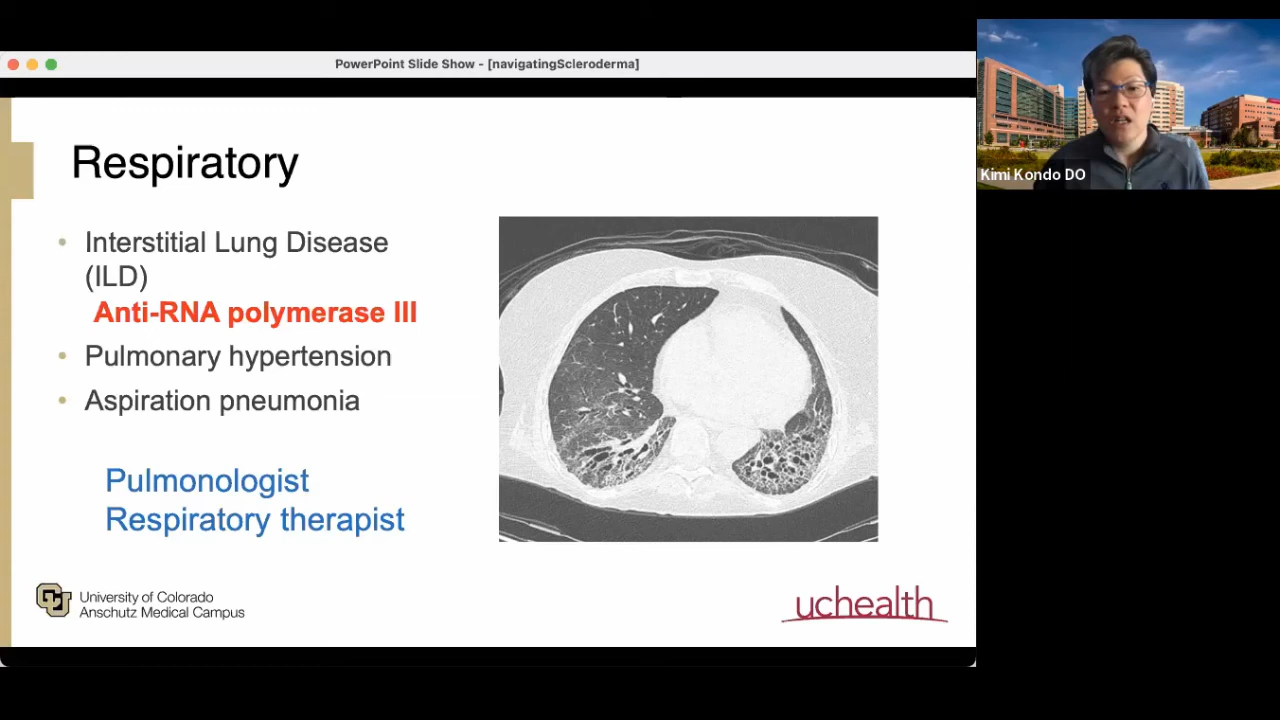 PowerPoint Slide Show - [navigatingScleroderma]
Respiratory
• Interstitial Lung Disease
(ILD)
Anti-RNA polymerase III
• Pulmonary hypertension
• Aspiration pneumonia
Pulmonologist
Respiratory therapist
CU
University of Colorado
Anschutz Medical Campus
uchealth
Kimi Kondo DO